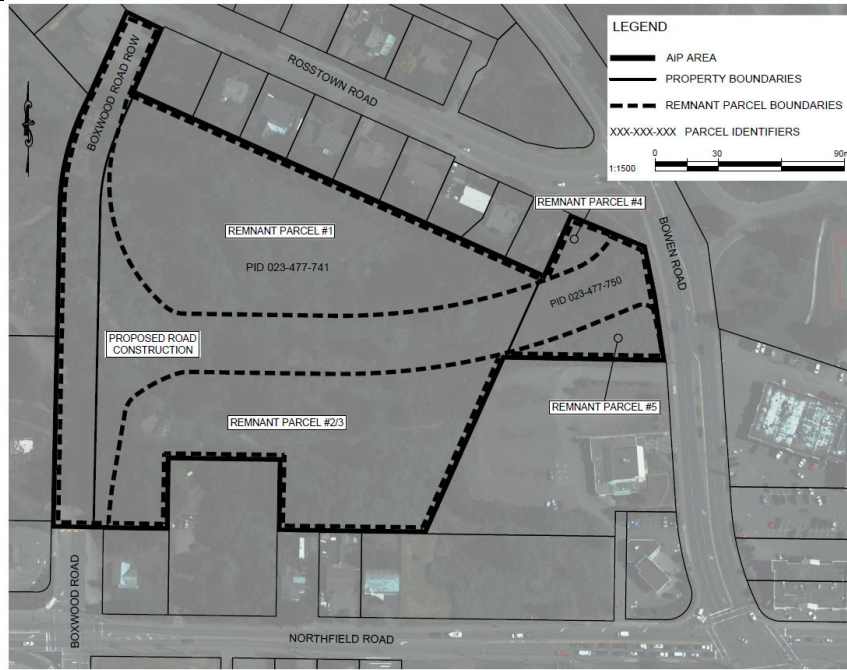 LEGEND
AiP AREA
PROPERTY BOUNDARIES
REMNANT PARCEL BOUNDARIES
XXX-XXX-XXX PARCEL IDENTIFIERS
0 30 90m
1:1500
BOXWOOD ROAD ROW
ROSSTOWN ROAD
REMNANT PARCEL #4
REMNANT PARCEL #1
BOWEN ROAD
PID 023-477-741
PID 023-477-750
PROPOSED ROAD
CONSTRUCTION
REMNANT PARCEL #5
REMNANT PARCEL #2/3
BOXWOOD ROAD
NORTHFIELD ROAD